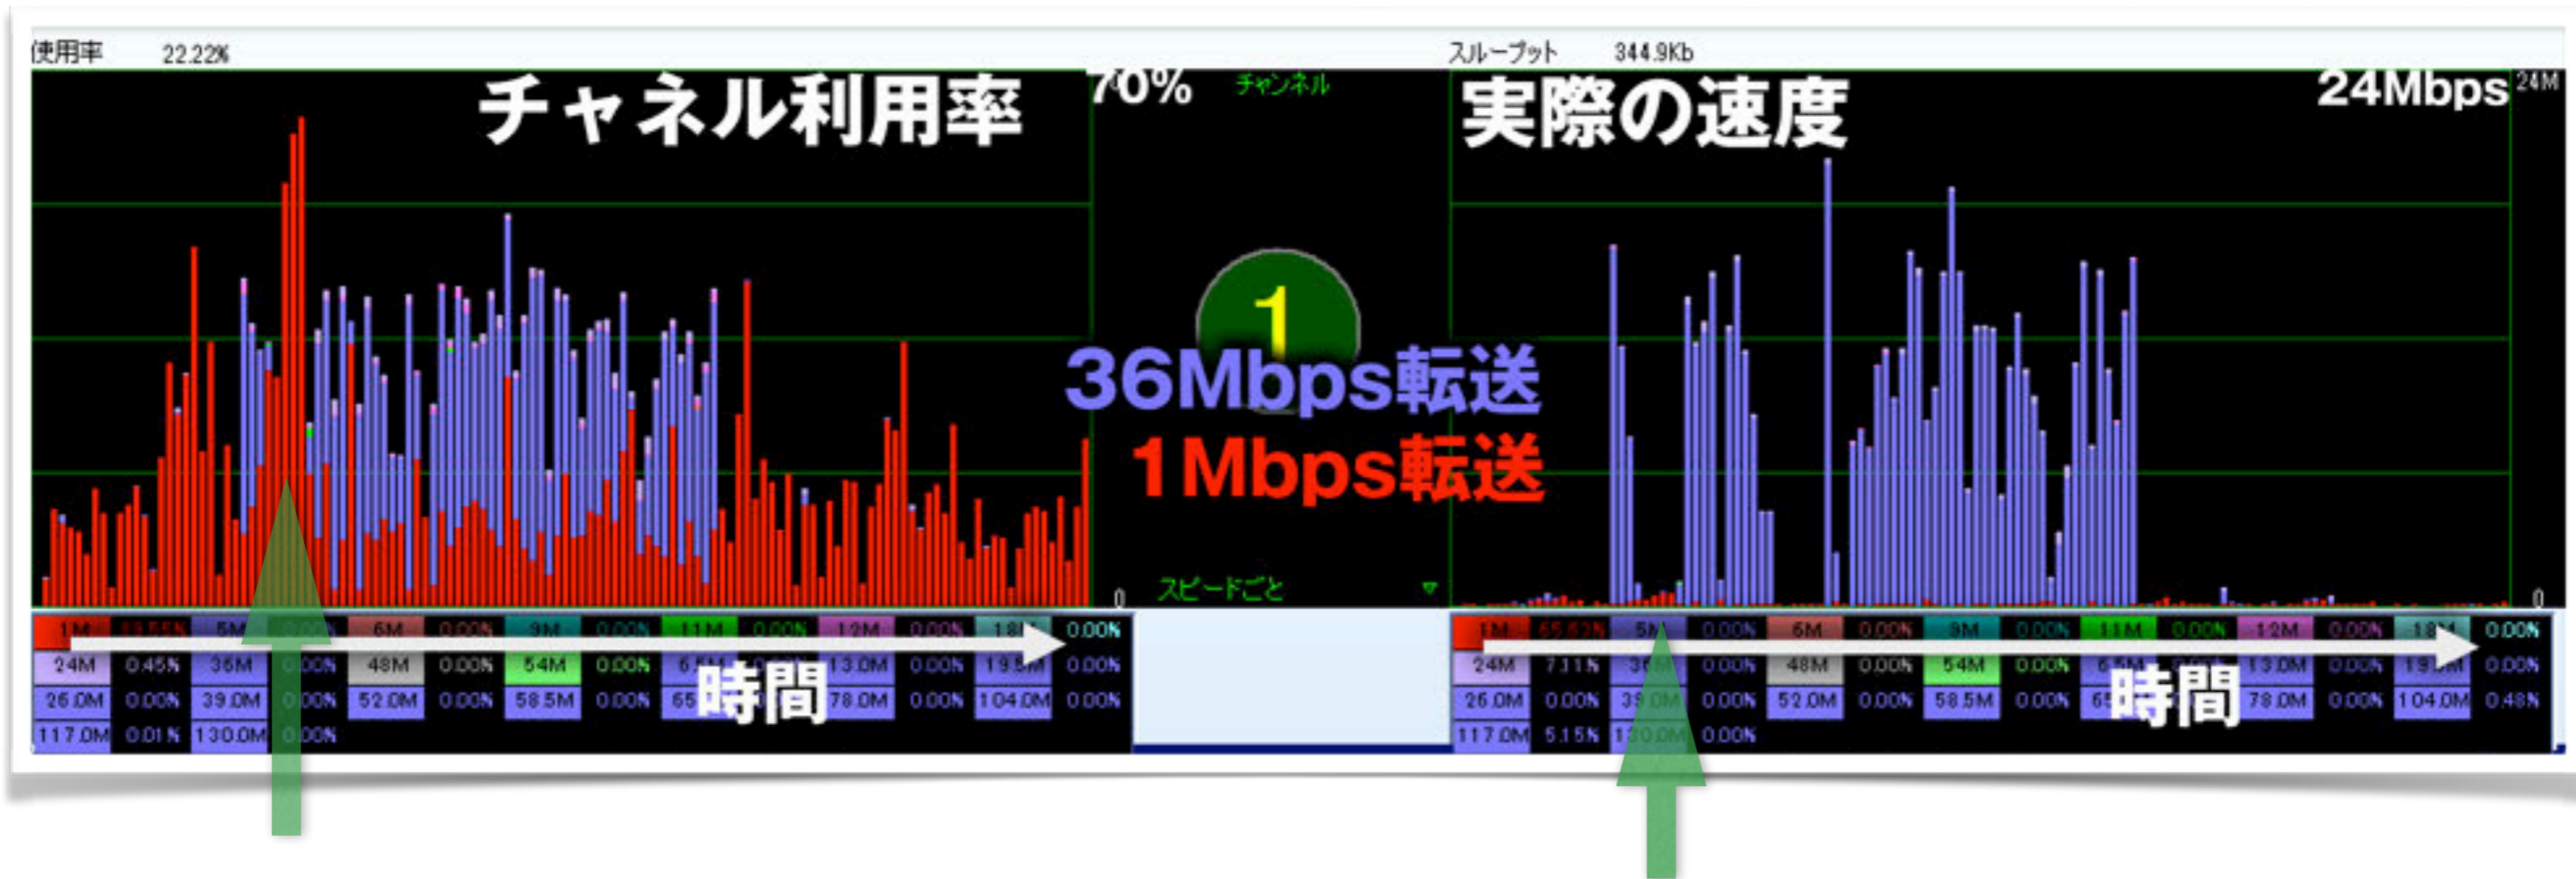 使用率 22.22%
スループット 344.9Kb
チャネル利用率
70%
チャンネル
実際の速度
24Mbps
24M
1
36Mbps転送
1Mbps転送
スピードごと
0
0
1M 5M 6M 0.00% 9M 0.00% 11M 0.00% 12M 0.00% 0.00%
24M 0.45% 36M 48M 0.00% 54M 0.00% 13.0M 0.00% 0.00%
26.0M 0.00% 39.0M 52.0M 0.00% 58.5M 0.00% 78.0M 0.00% 104.0M 0.00%
117.0M 0.01% 130.0M
時間
1M 5M 0.00% 6M 0.00% 9M 0.00% 11M 0.00% 12M 0.00% 0.00%
24M 7.11% 0.00% 48M 0.00% 54M 0.00% 13.0M 0.00% 0.00%
26.0M 0.00% 0.00% 52.0M 0.00% 58.5M 0.00% 78.0M 0.00% 104.0M 0.48%
117.0M 5.15% 130.0M 0.00%
時間